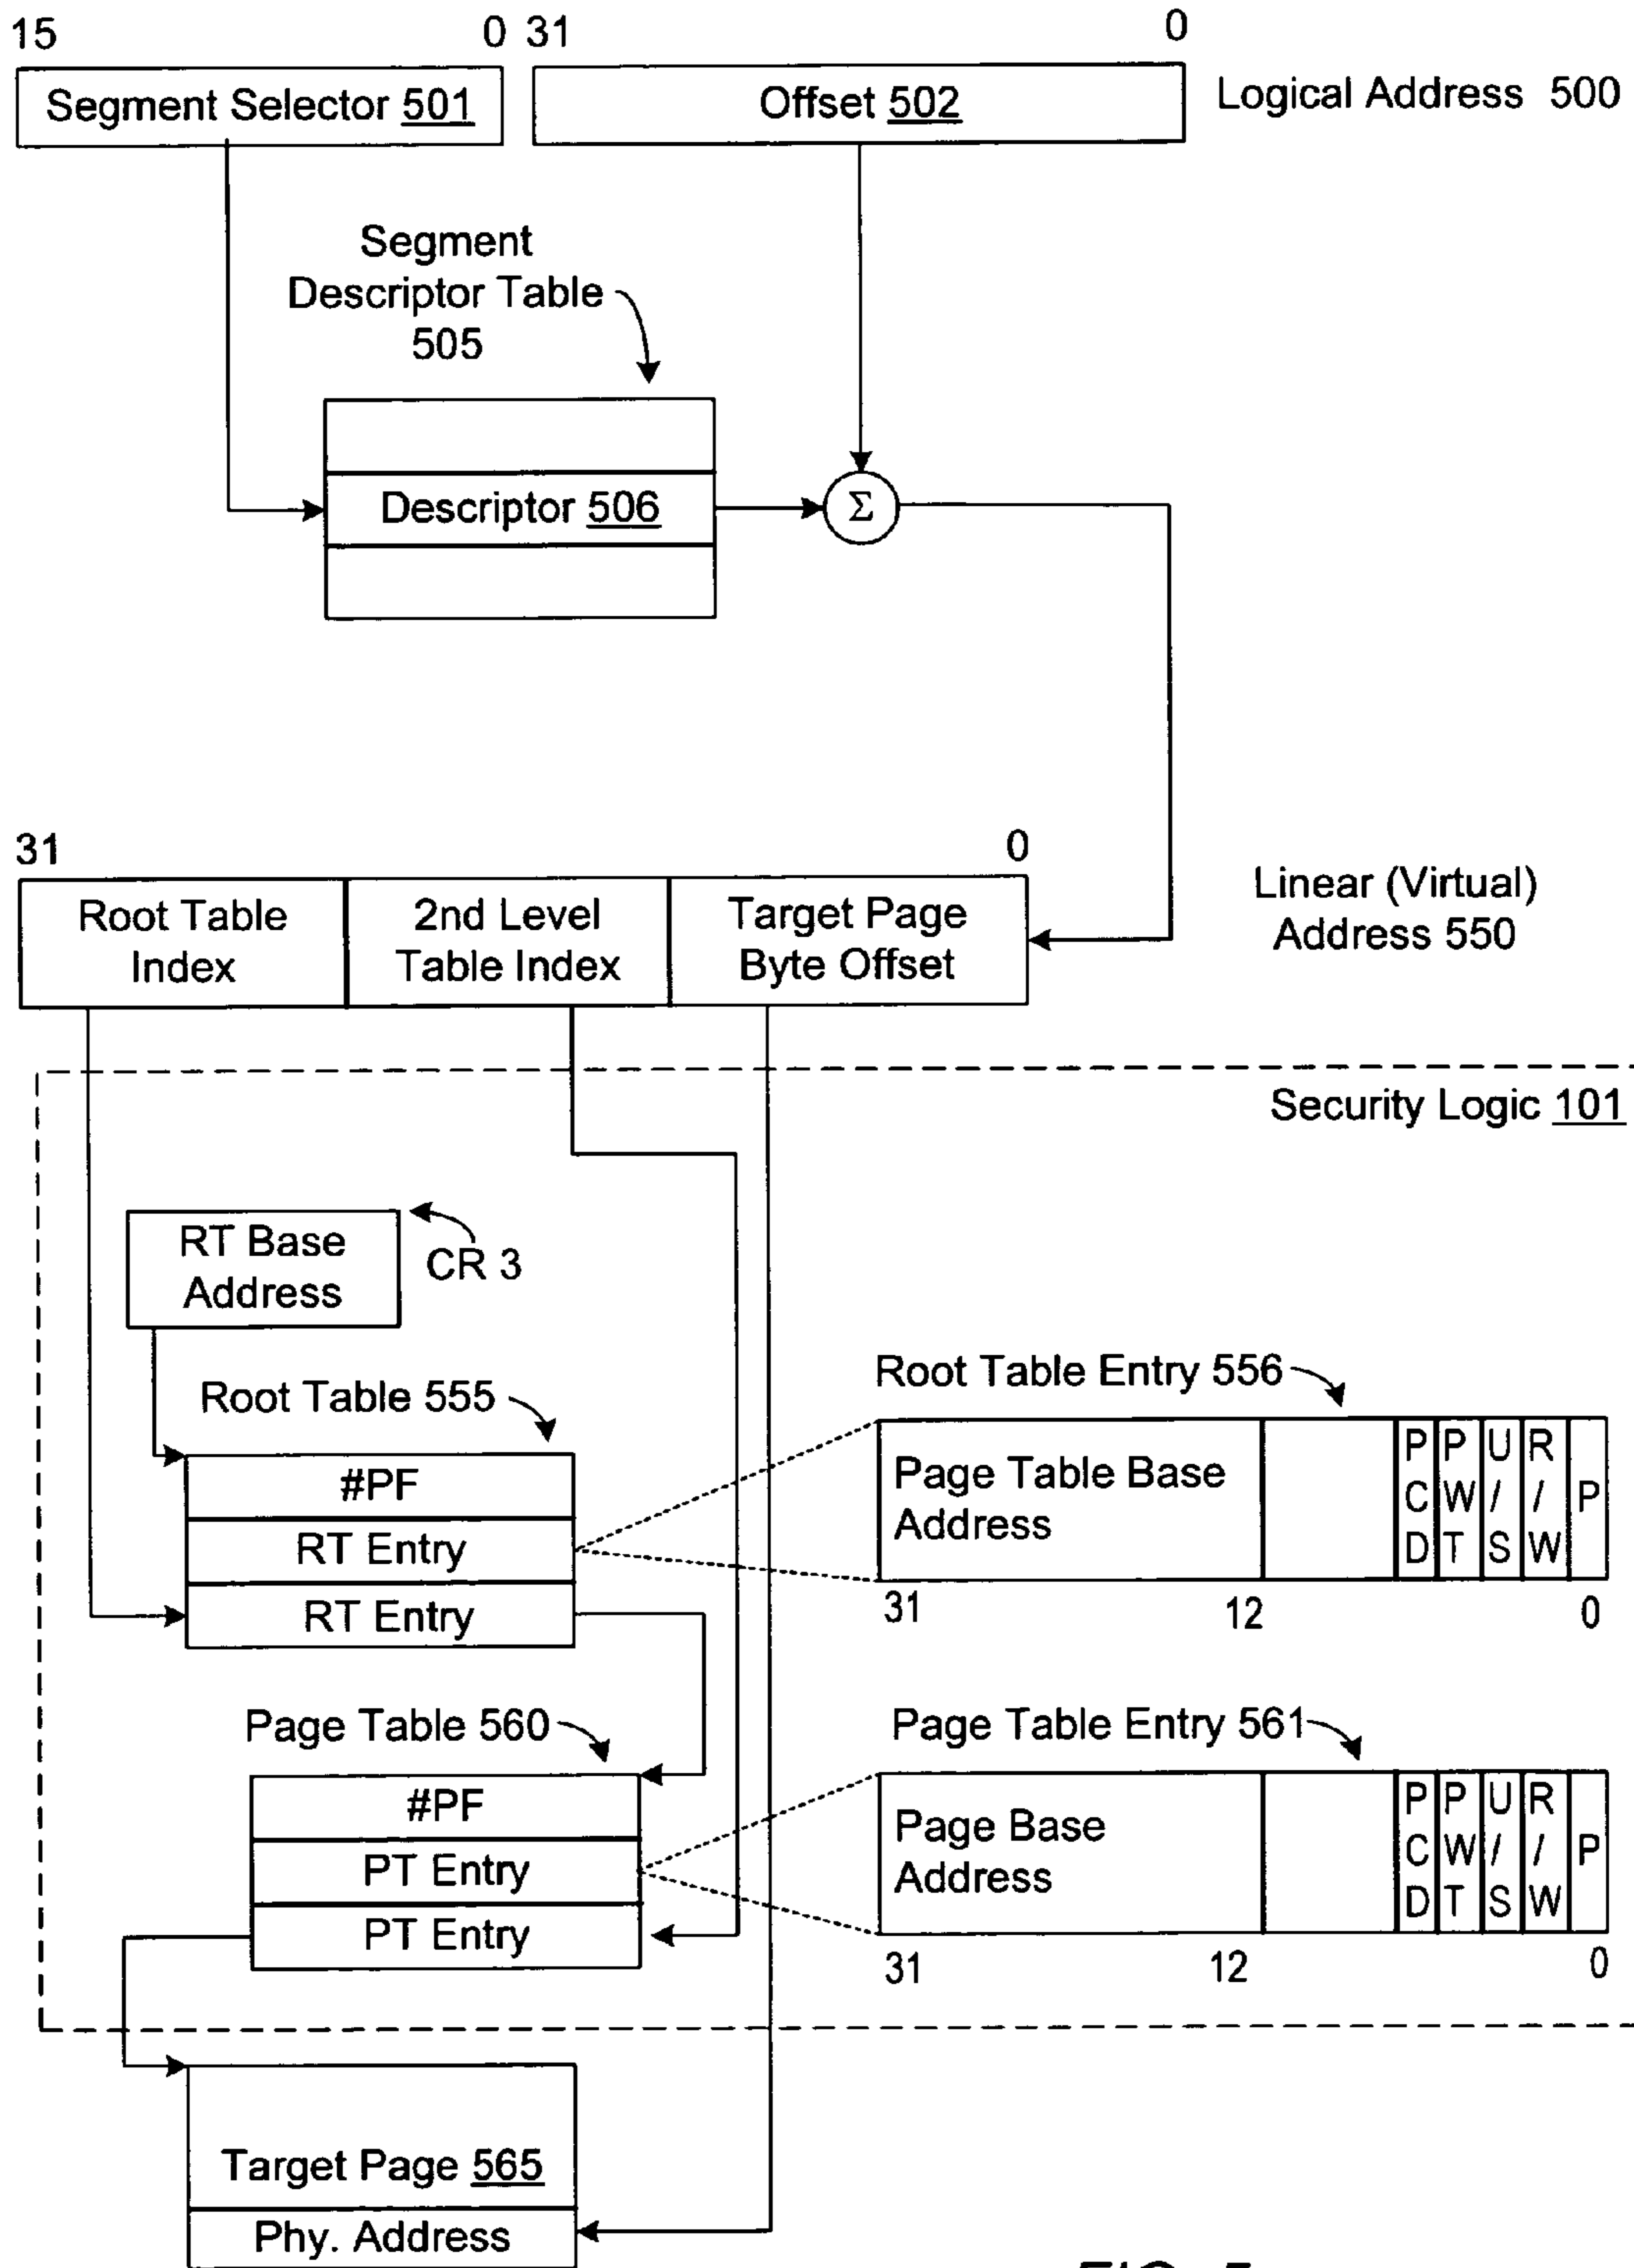 15 0 31 0
Segment Selector 501 Offset 502 Logical Address 500
Segment
Descriptor Table
505
Descriptor 506 Σ
31 0
Linear (Virtual)
Address 550
Root Table
Index
2nd Level
Table Index
Target Page
Byte Offset
Security Logic 101
RT Base
Address
CR 3
Root Table 555
#PF
RT Entry
RT Entry
Root Table Entry 556
Page Table Base
Address
PCD PWT U/S R/W P
31 12 0
Page Table 560
#PF
PT Entry
PT Entry
Page Table Entry 561
Page Base
Address
PCD PWT U/S R/W P
31 12 0
Target Page 565
Phy. Address